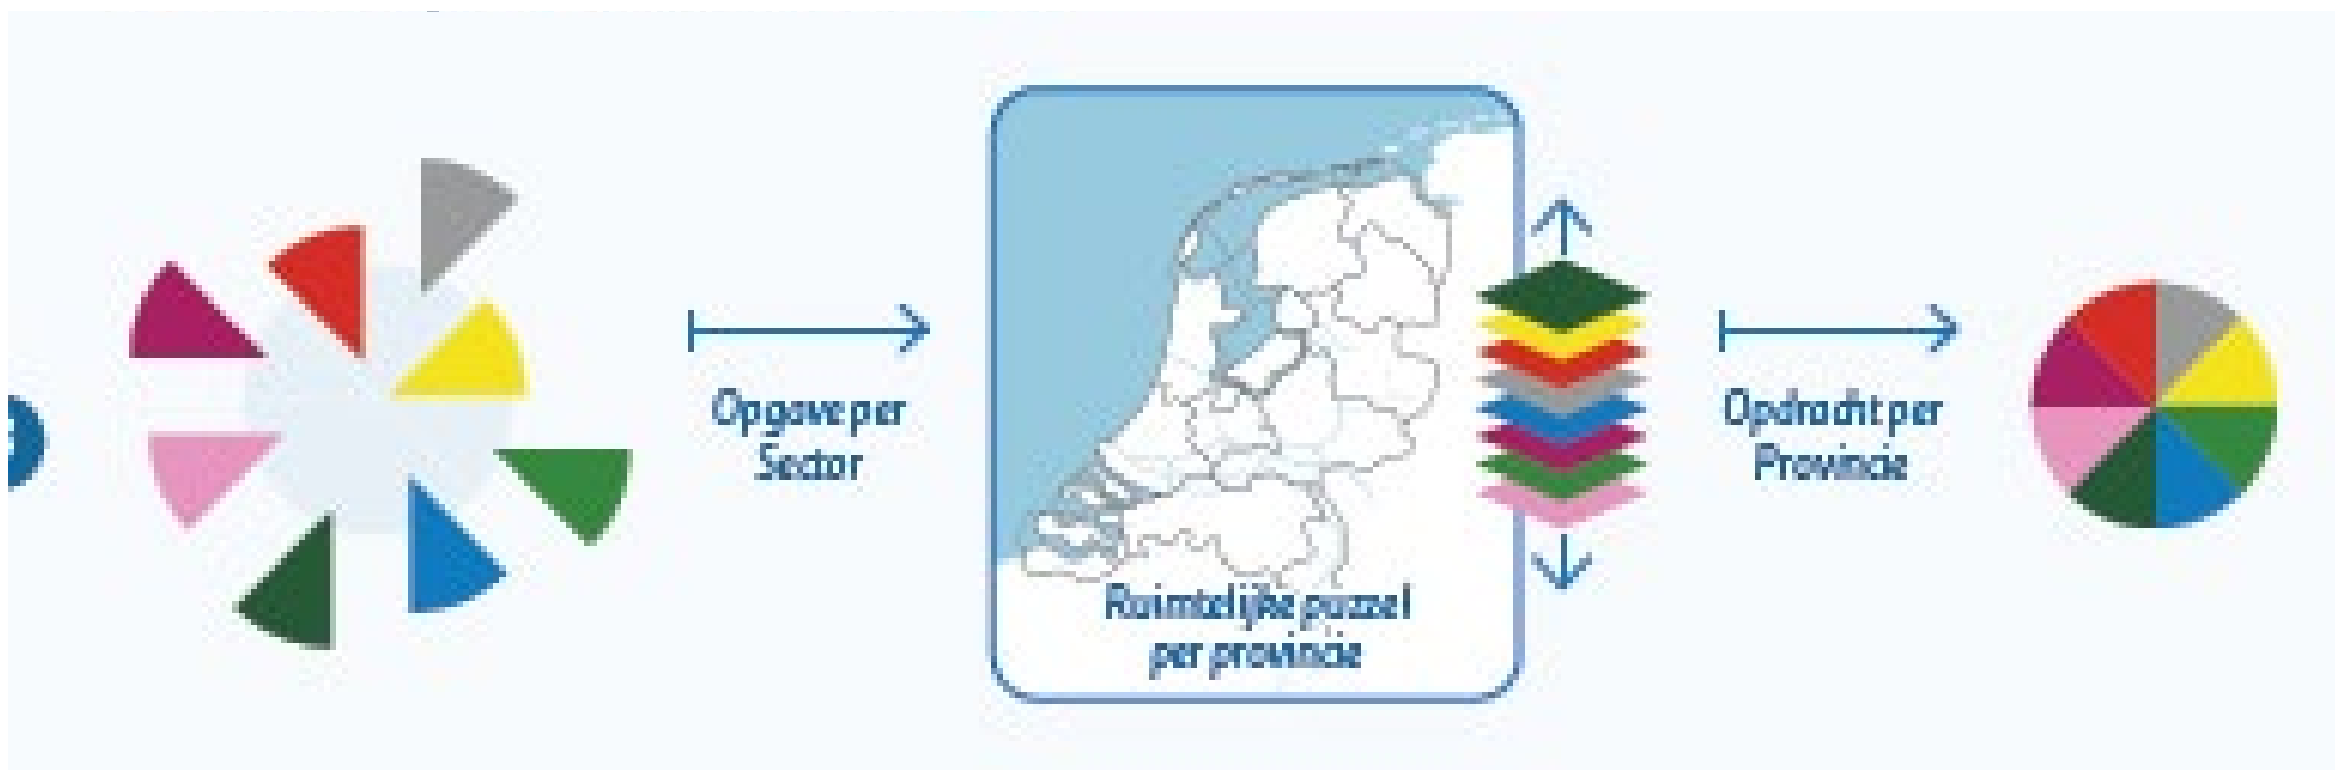 Opgave per
Sector
Ruimtelijke puzzel
per provincie
Opdracht per
Provincie